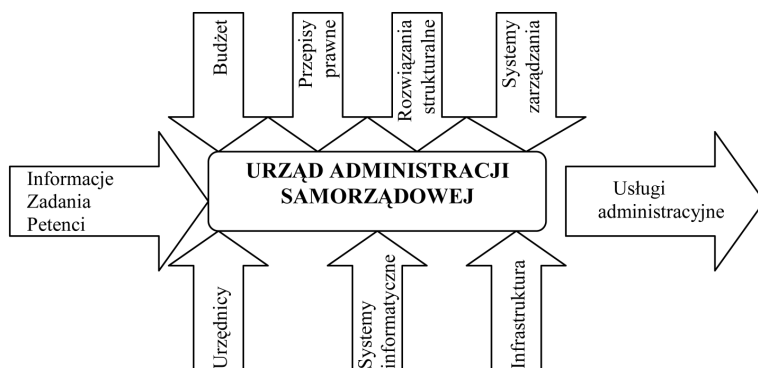 Budżet
Przepisy
prawne
Rozwiązania
strukturalne
Systemy
zarządzania
Informacje
Zadania
Petenci
URZĄD ADMINISTRACJI
SAMORZĄDOWEJ
Usługi
administracyjne
Urzędnicy
Systemy
informatyczne
Infrastruktura